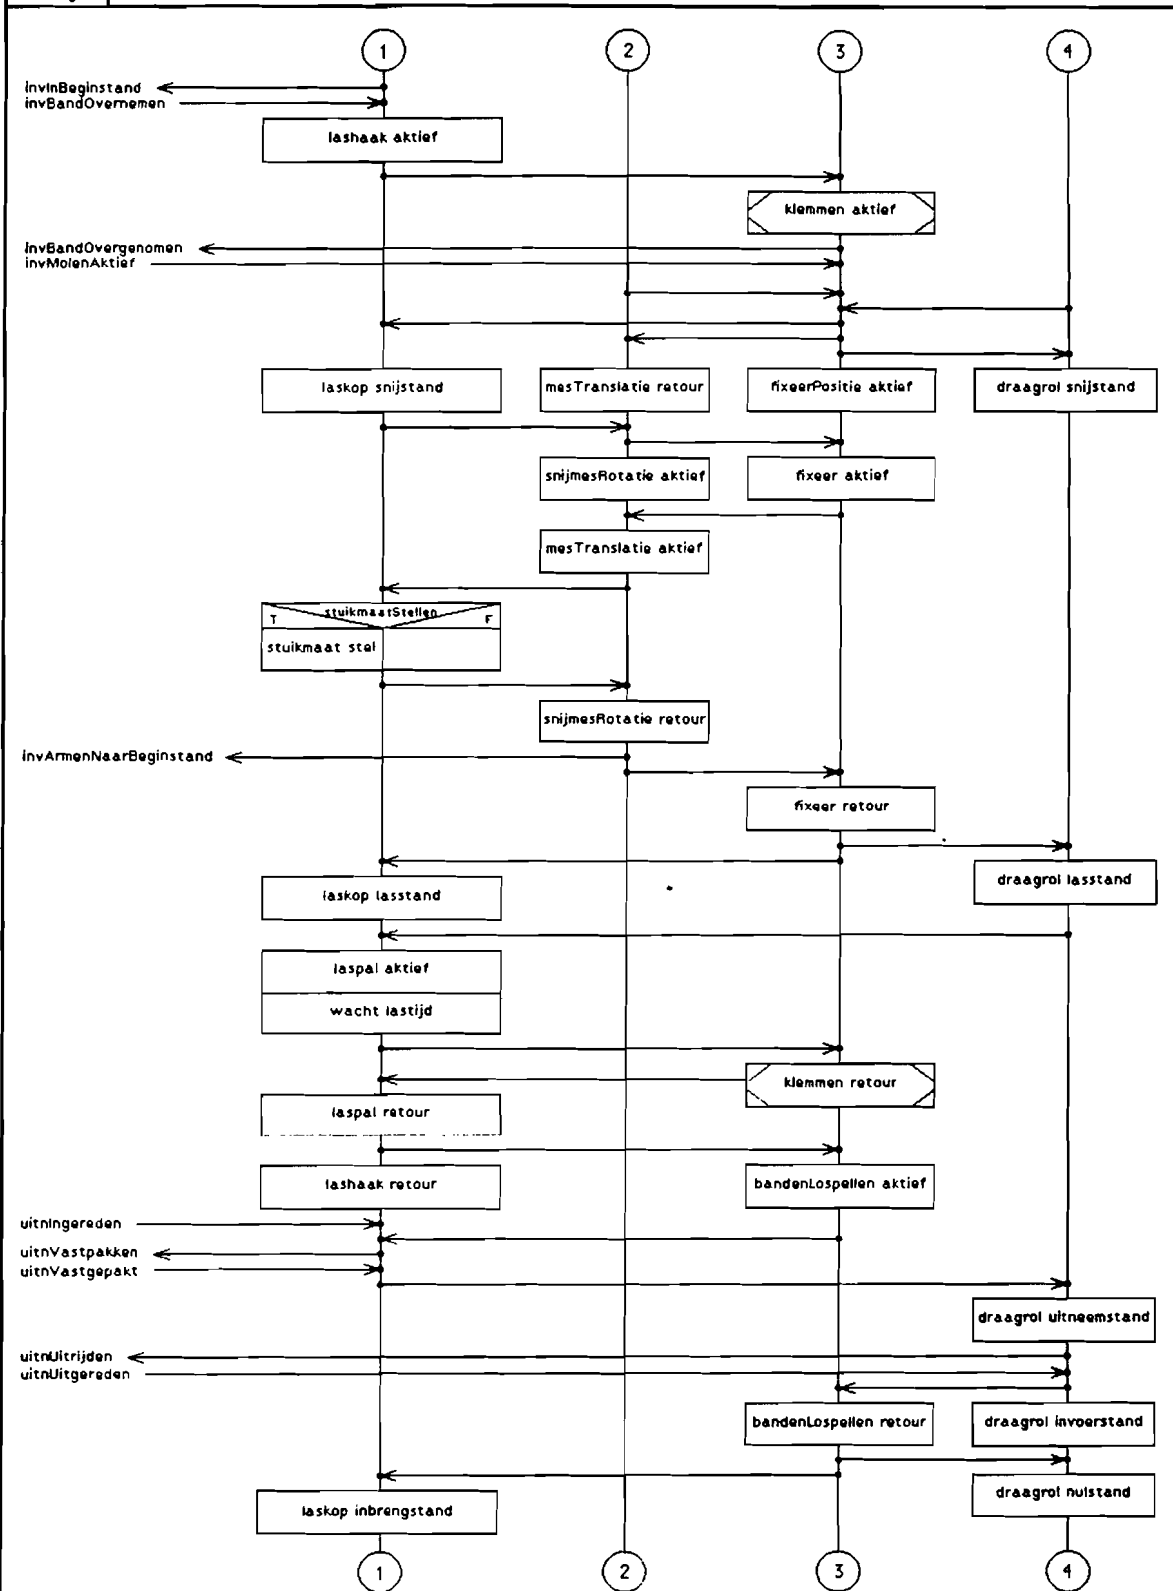 1 2 3 4
invInBeginstand
invBandOvernemen
lashaak aktief
klemmen aktief
invBandOvergenomen
invMolenAktief
laskop snijstand mesTranslatie retour fixeerPositie aktief draagrol snijstand
snijmesRotatie aktief fixeer aktief
mesTranslatie aktief
stuikmaatStellen
T F
stuikmaat stel
snijmesRotatie retour
invArmenNaarBeginstand
fixeer retour
laskop lasstand draagrol lasstand
laspal aktief
wacht lastijd
klemmen retour
laspal retour
lashaak retour bandenLospellen aktief
uitnIngereden
uitnVastpakken
uitnVastgepakt
draagrol uitneemstand
uitnUitrijden
uitnUitgereden
bandenLospellen retour draagrol invoerstand
laskop inbrengstand draagrol nulstand
1 2 3 4